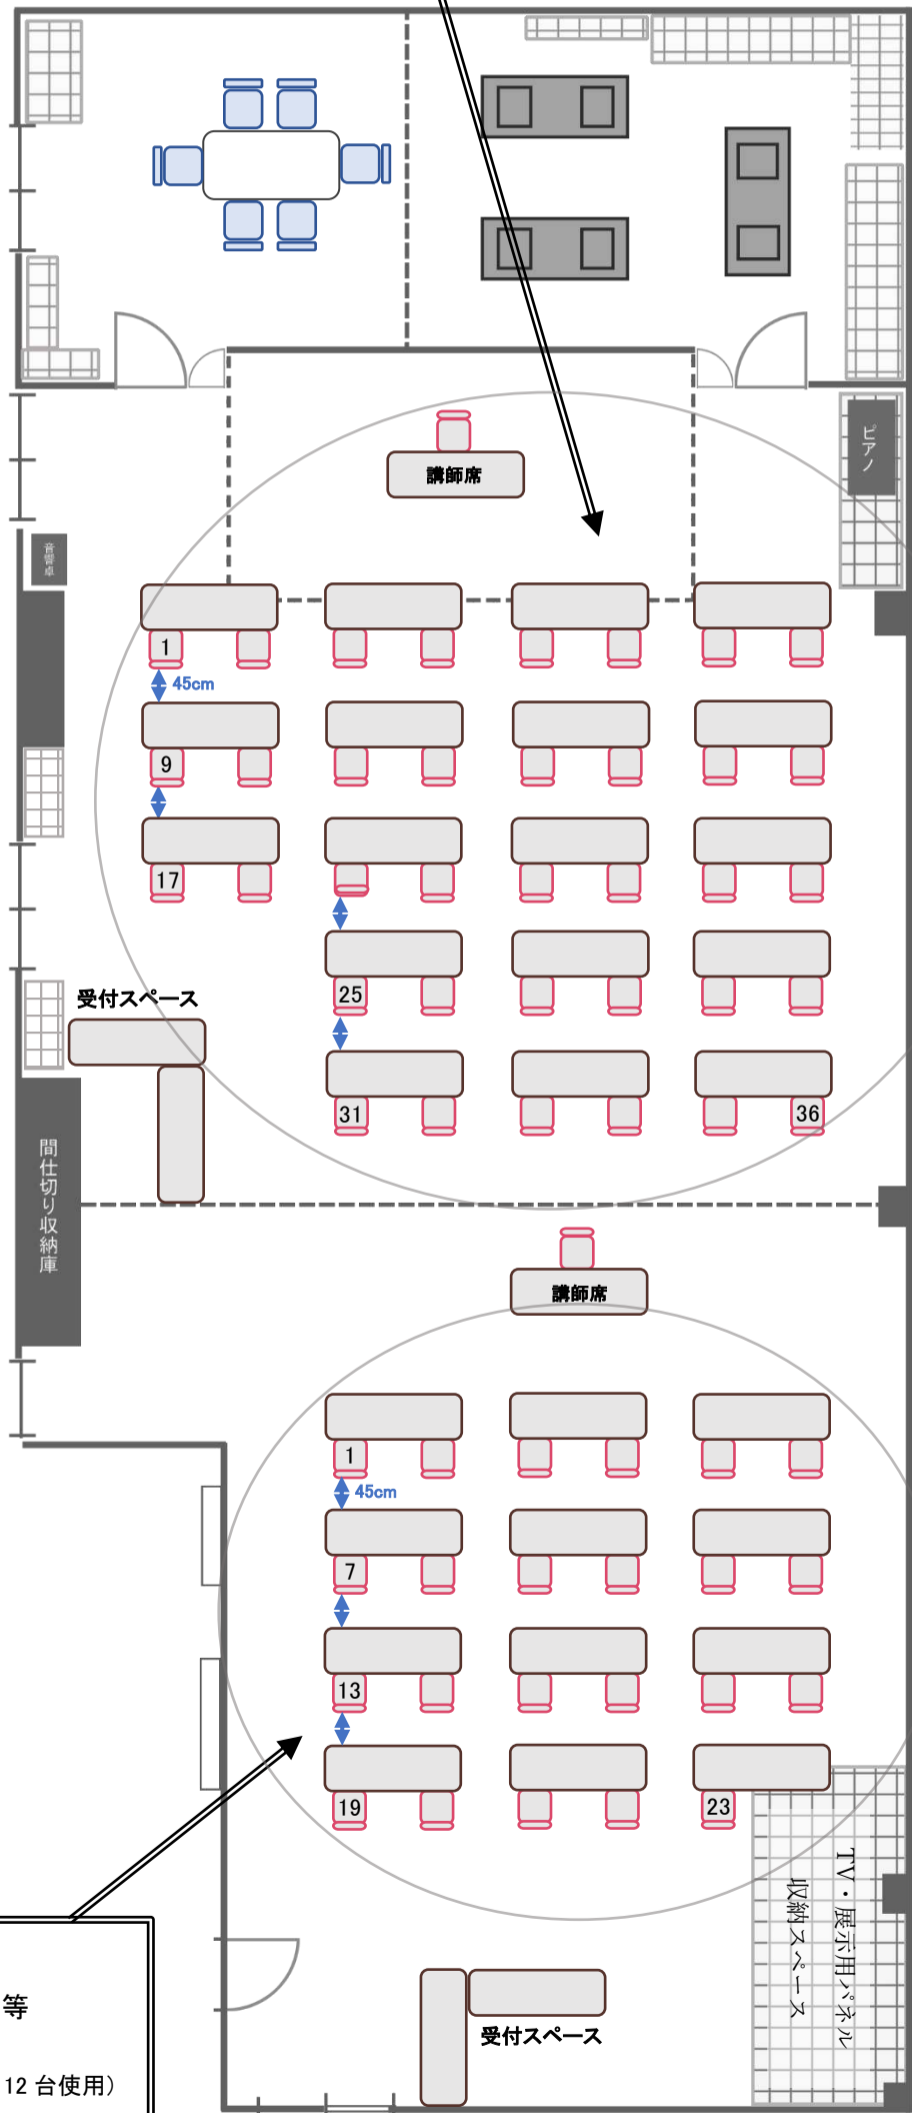 ピアノ
講師席
音響卓
1
45cm
9
17
25
受付スペース
31
36
間仕切り収納庫
講師席
1
45cm
7
13
19
23
TV・展示用パネル
収納スペース
等
受付スペース
12 台使用）